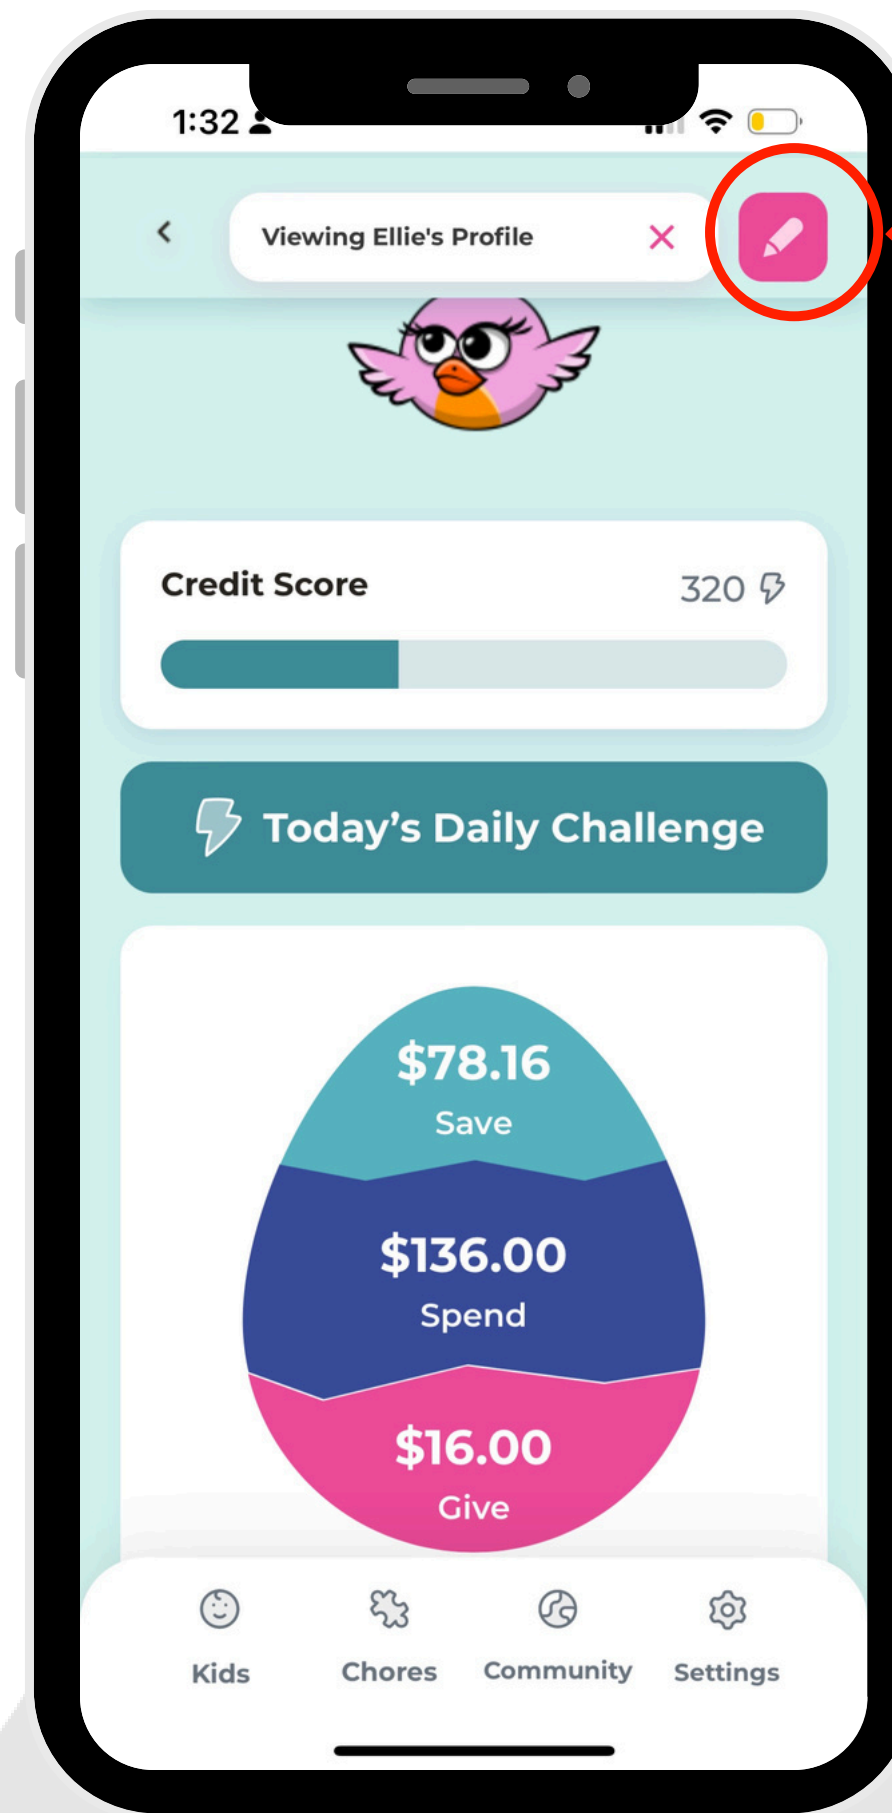 1:32
Viewing Ellie's Profile
Credit Score
320
Today's Daily Challenge
$78.16
Save
$136.00
Spend
$16.00
Give
Kids Chores Community Settings